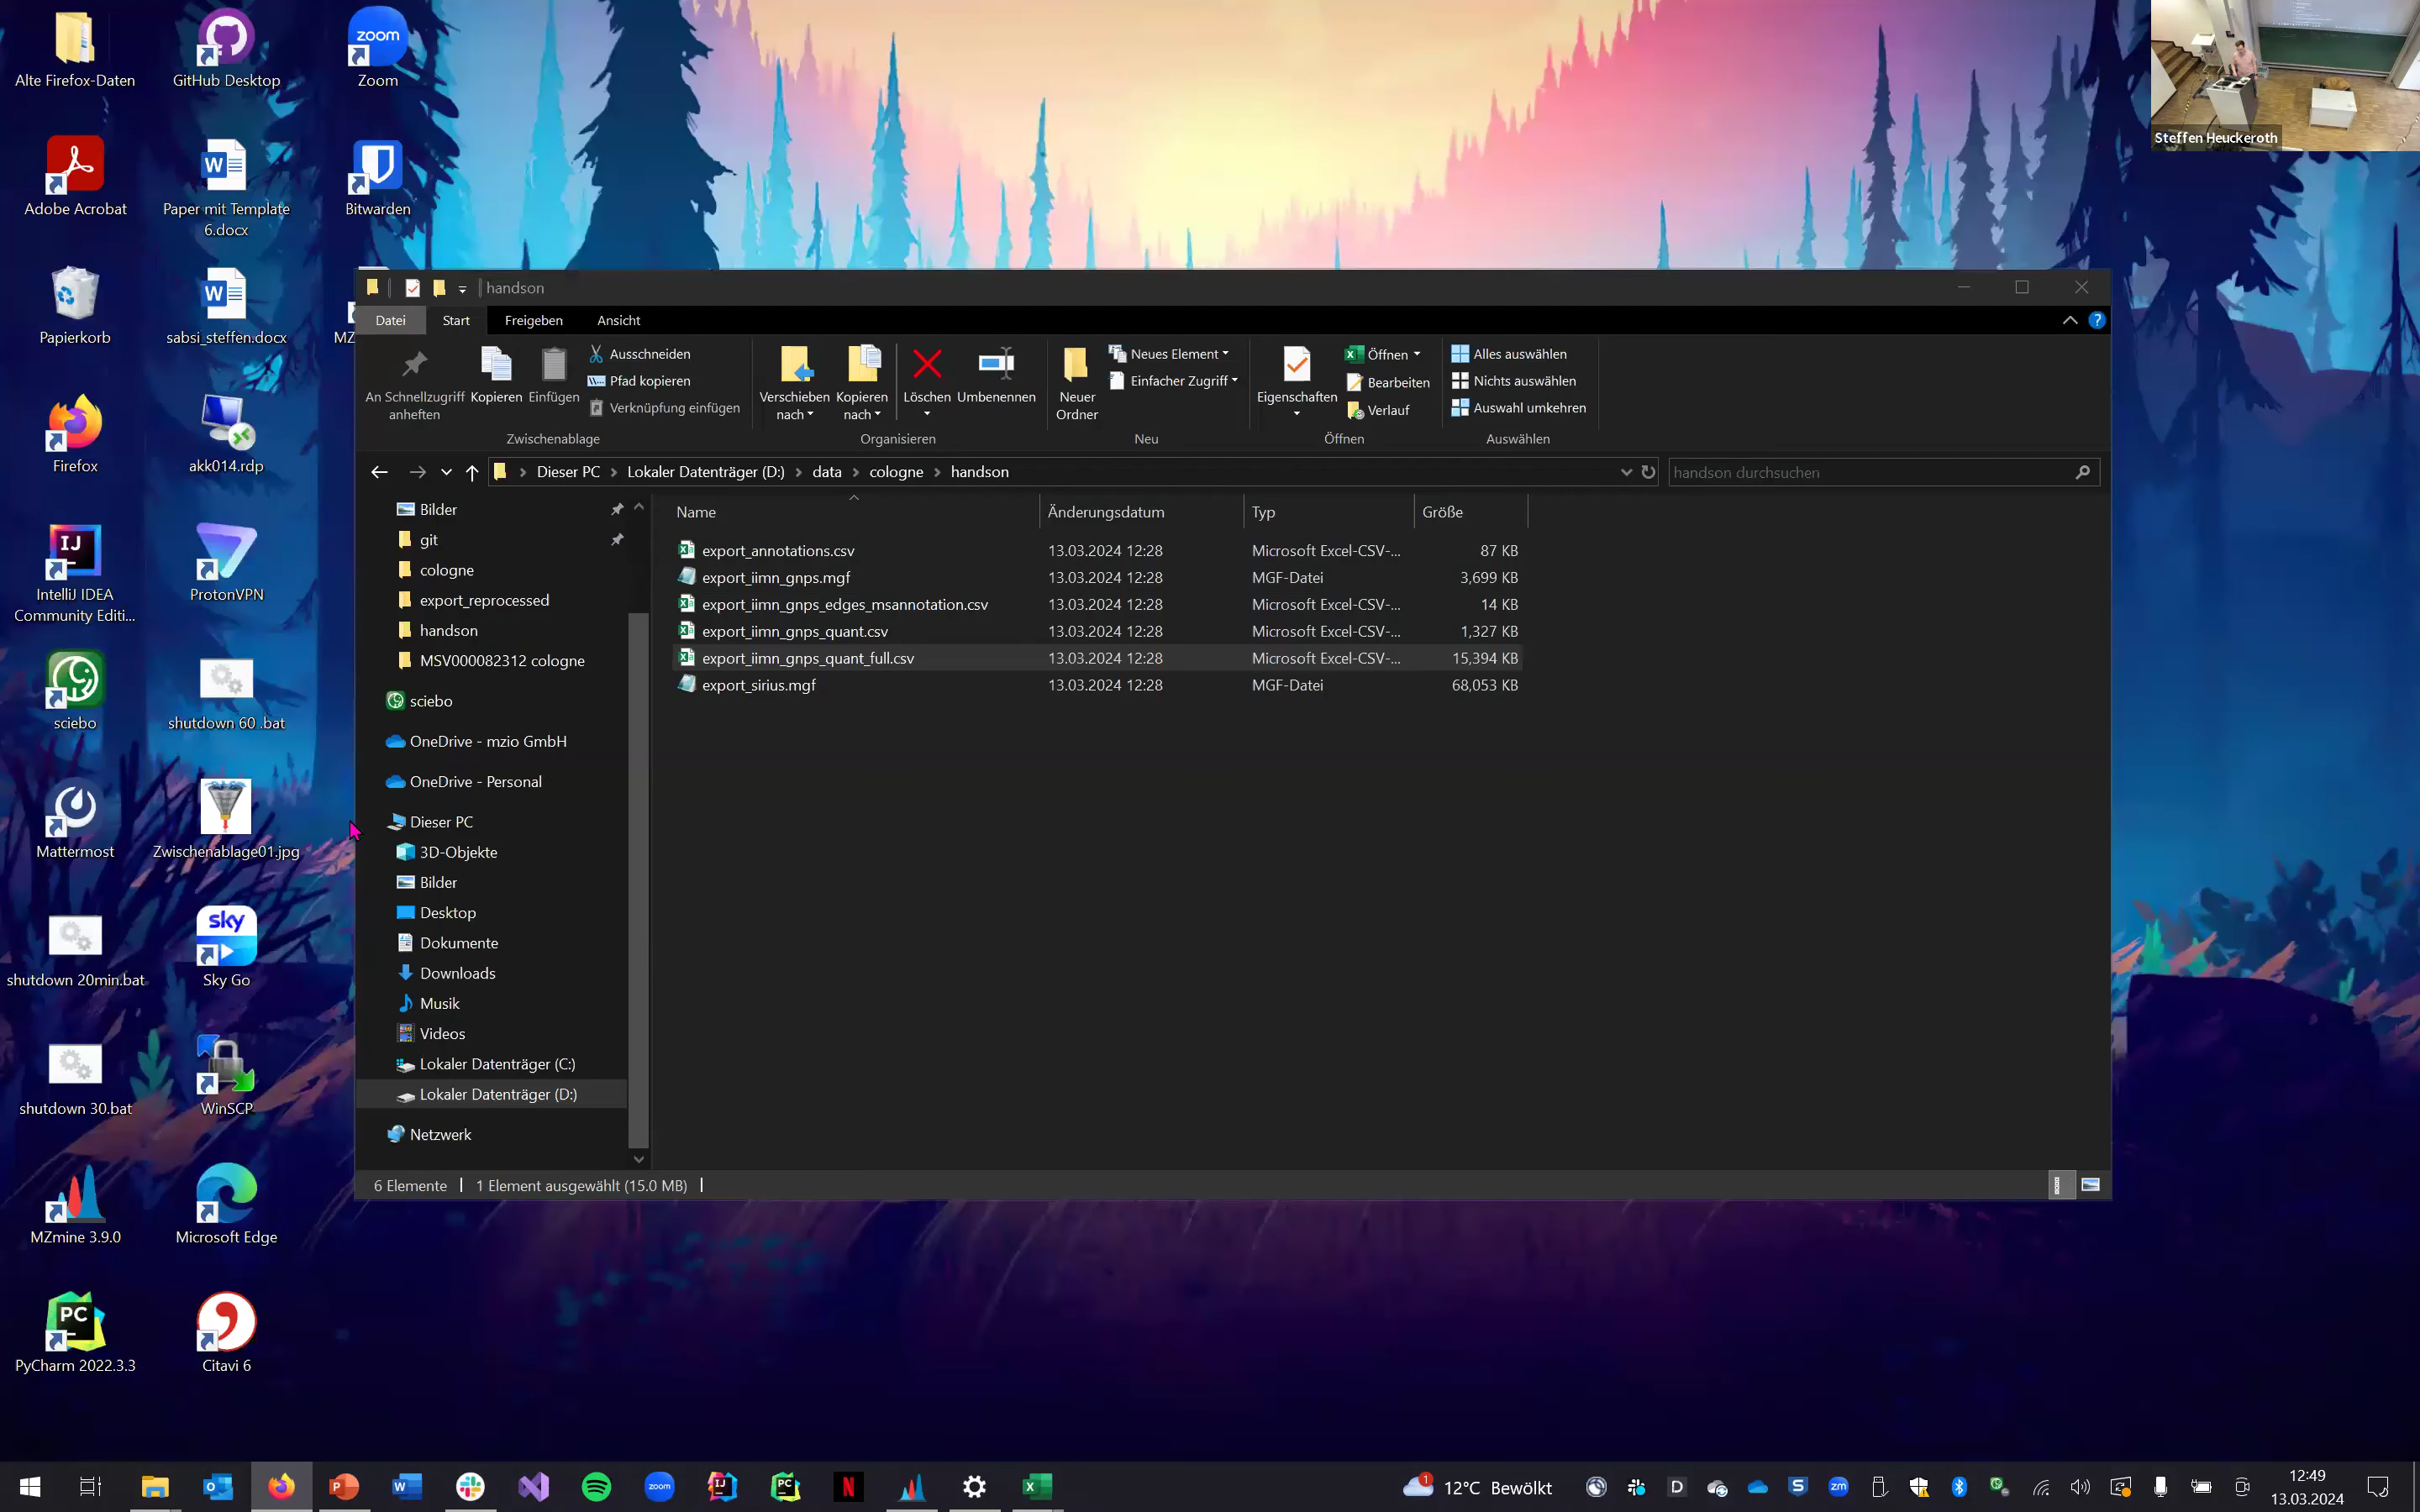 Alte Firefox-Daten
GitHub Desktop
zoom
Zoom
Steffen Heuckeroth
Adobe Acrobat
Paper mit Template
6.docx
Bitwarden
Papierkorb
sabsi_steffen.docx
MZ
Firefox
akk014.rdp
IJ
IntelliJ IDEA
Community Editi...
ProtonVPN
sciebo
shutdown 60 .bat
Mattermost
Zwischenablage01.jpg
shutdown 20min.bat
sky
Sky Go
shutdown 30.bat
WinSCP
MZmine 3.9.0
Microsoft Edge
PC
PyCharm 2022.3.3
Citavi 6
handson
Datei
Start
Freigeben
Ansicht
An Schnellzugriff
anheften
Kopieren
Einfügen
Ausschneiden
Pfad kopieren
Verknüpfung einfügen
Zwischenablage
Verschieben
nach
Kopieren
nach
Löschen
Umbenennen
Organisieren
Neuer
Ordner
Neues Element
Einfacher Zugriff
Neu
Eigenschaften
Öffnen
Bearbeiten
Verlauf
Öffnen
Alles auswählen
Nichts auswählen
Auswahl umkehren
Auswählen
Dieser PC > Lokaler Datenträger (D:) > data > cologne > handson
handson durchsuchen
Bilder
git
cologne
export_reprocessed
handson
MSV000082312 cologne
sciebo
OneDrive - mzio GmbH
OneDrive - Personal
Dieser PC
3D-Objekte
Bilder
Desktop
Dokumente
Downloads
Musik
Videos
Lokaler Datenträger (C:)
Lokaler Datenträger (D:)
Netzwerk
Name Änderungsdatum Typ Größe
export_annotations.csv 13.03.2024 12:28 Microsoft Excel-CSV-... 87 KB
export_iimn_gnps.mgf 13.03.2024 12:28 MGF-Datei 3,699 KB
export_iimn_gnps_edges_msannotation.csv 13.03.2024 12:28 Microsoft Excel-CSV-... 14 KB
export_iimn_gnps_quant.csv 13.03.2024 12:28 Microsoft Excel-CSV-... 1,327 KB
export_iimn_gnps_quant_full.csv 13.03.2024 12:28 Microsoft Excel-CSV-... 15,394 KB
export_sirius.mgf 13.03.2024 12:28 MGF-Datei 68,053 KB
6 Elemente
1 Element ausgewählt (15.0 MB)
1
12°C Bewölkt
12:49
13.03.2024